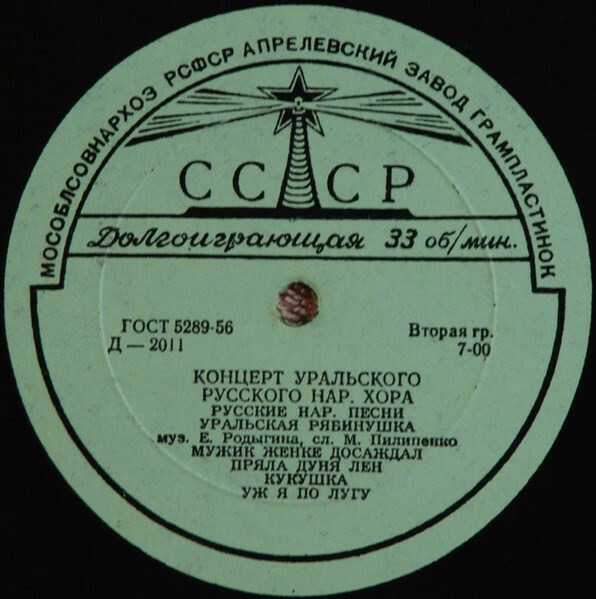 МОСОБЛСОВНАРХОЗ РСФСР АПРЕЛЕВСКИЙ ЗАВОД ГРАМПЛАСТИНОК
СССР
Долгоиграющая 33 об/мин.
ГОСТ 5289-56
Д — 2011
Вторая гр.
7-00
КОНЦЕРТ УРАЛЬСКОГО
РУССКОГО НАР. ХОРА
РУССКИЕ НАР. ПЕСНИ
УРАЛЬСКАЯ РЯБИНУШКА
муз. Е. Родыгина, сл. М. Пилипенко
МУЖИК ЖЕНКЕ ДОСАЖДАЛ
ПРЯЛА ДУНЯ ЛЕН
КУКУШКА
УЖ Я ПО ЛУГУ